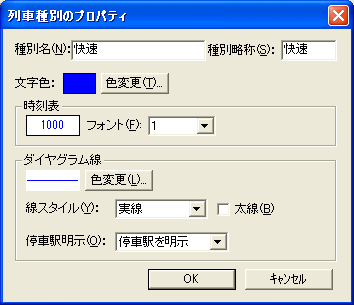 列車種別のプロパティ
種別名(N): 快速 種別略称(S): 快速
文字色: 色変更(T)...
時刻表
1000 フォント(F): 1
ダイヤグラム線
色変更(L)...
線スタイル(Y): 実線 太線(B)
停車駅明示(O): 停車駅を明示
OK キャンセル